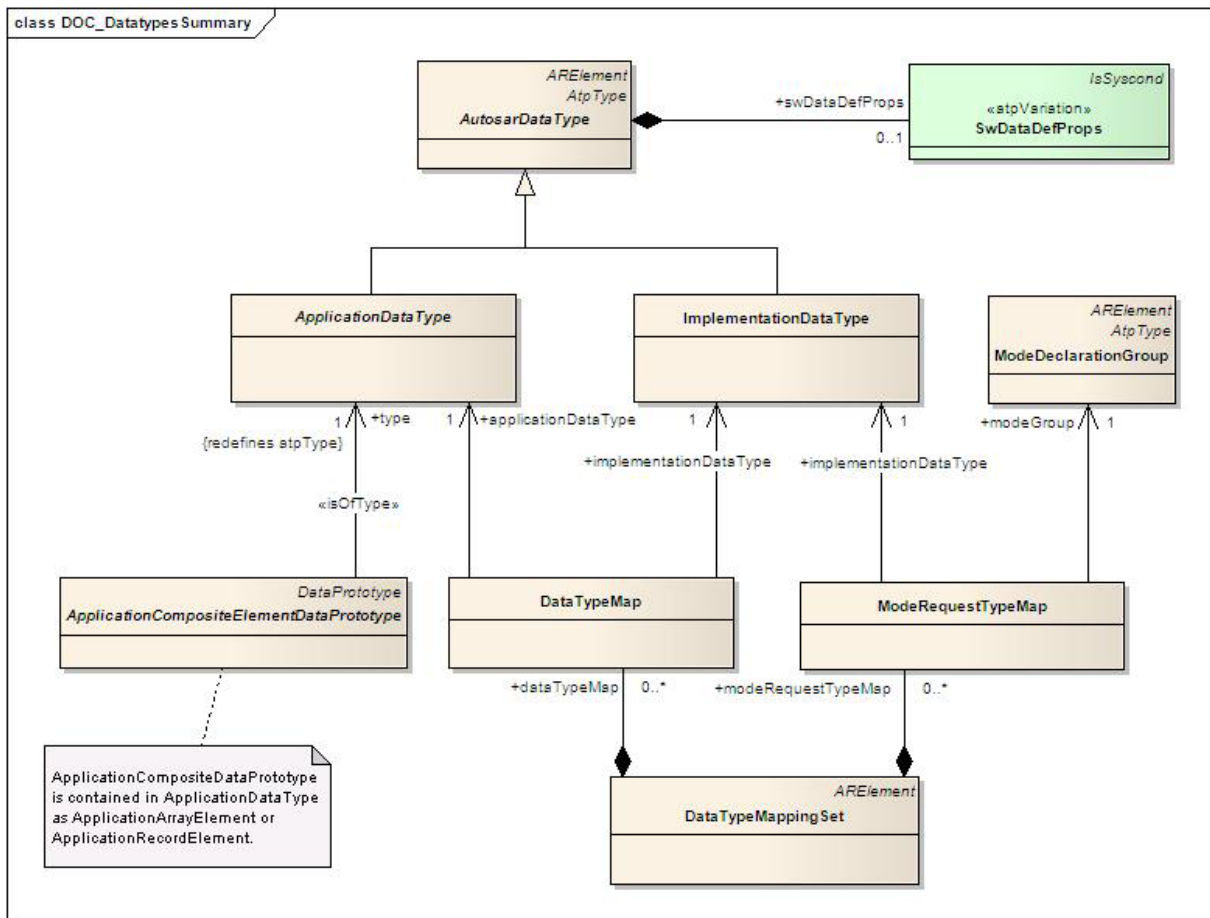 class DOC_DatatypesSummary
ARElement
AtpType
AutosarDataType
+swDataDefProps
0..1
IsSyscond
«atpVariation»
SwDataDefProps
ApplicationDataType
ImplementationDataType
ARElement
AtpType
ModeDeclarationGroup
1
+type
{redefines atpType}
1
+applicationDataType
1
+implementationDataType
1
+implementationDataType
+modeGroup
1
«isOfType»
DataPrototype
ApplicationCompositeElementDataPrototype
DataTypeMap
ModeRequestTypeMap
+dataTypeMap
0..*
+modeRequestTypeMap
0..*
ApplicationCompositeDataPrototype
is contained in ApplicationDataType
as ApplicationArrayElement or
ApplicationRecordElement.
ARElement
DataTypeMappingSet